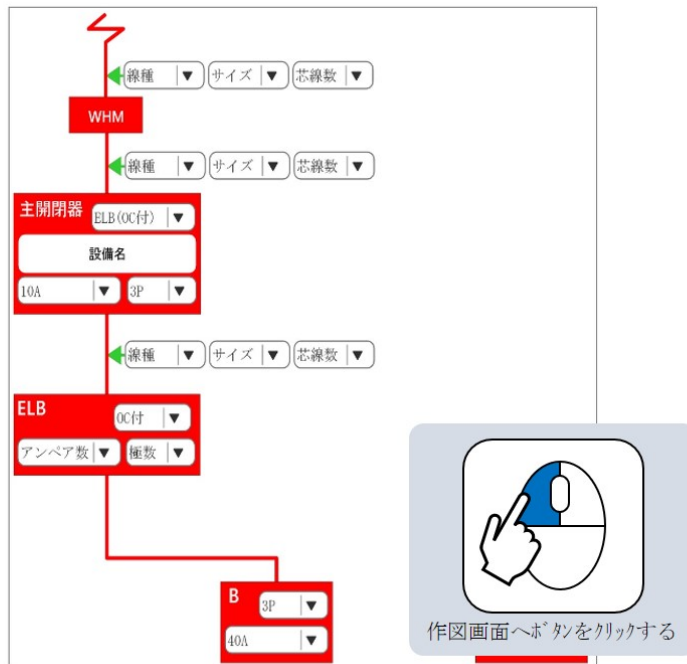 線種 ▼ サイズ ▼ 芯線数 ▼
WHM
線種 ▼ サイズ ▼ 芯線数 ▼
主開閉器 ELB(OC付) ▼
設備名
10A ▼ 3P ▼
線種 ▼ サイズ ▼ 芯線数 ▼
ELB OC付 ▼
アンペア数 ▼ 極数 ▼
B 3P ▼
40A ▼
作図画面へﾎﾞﾀﾝをｸﾘｯｸする